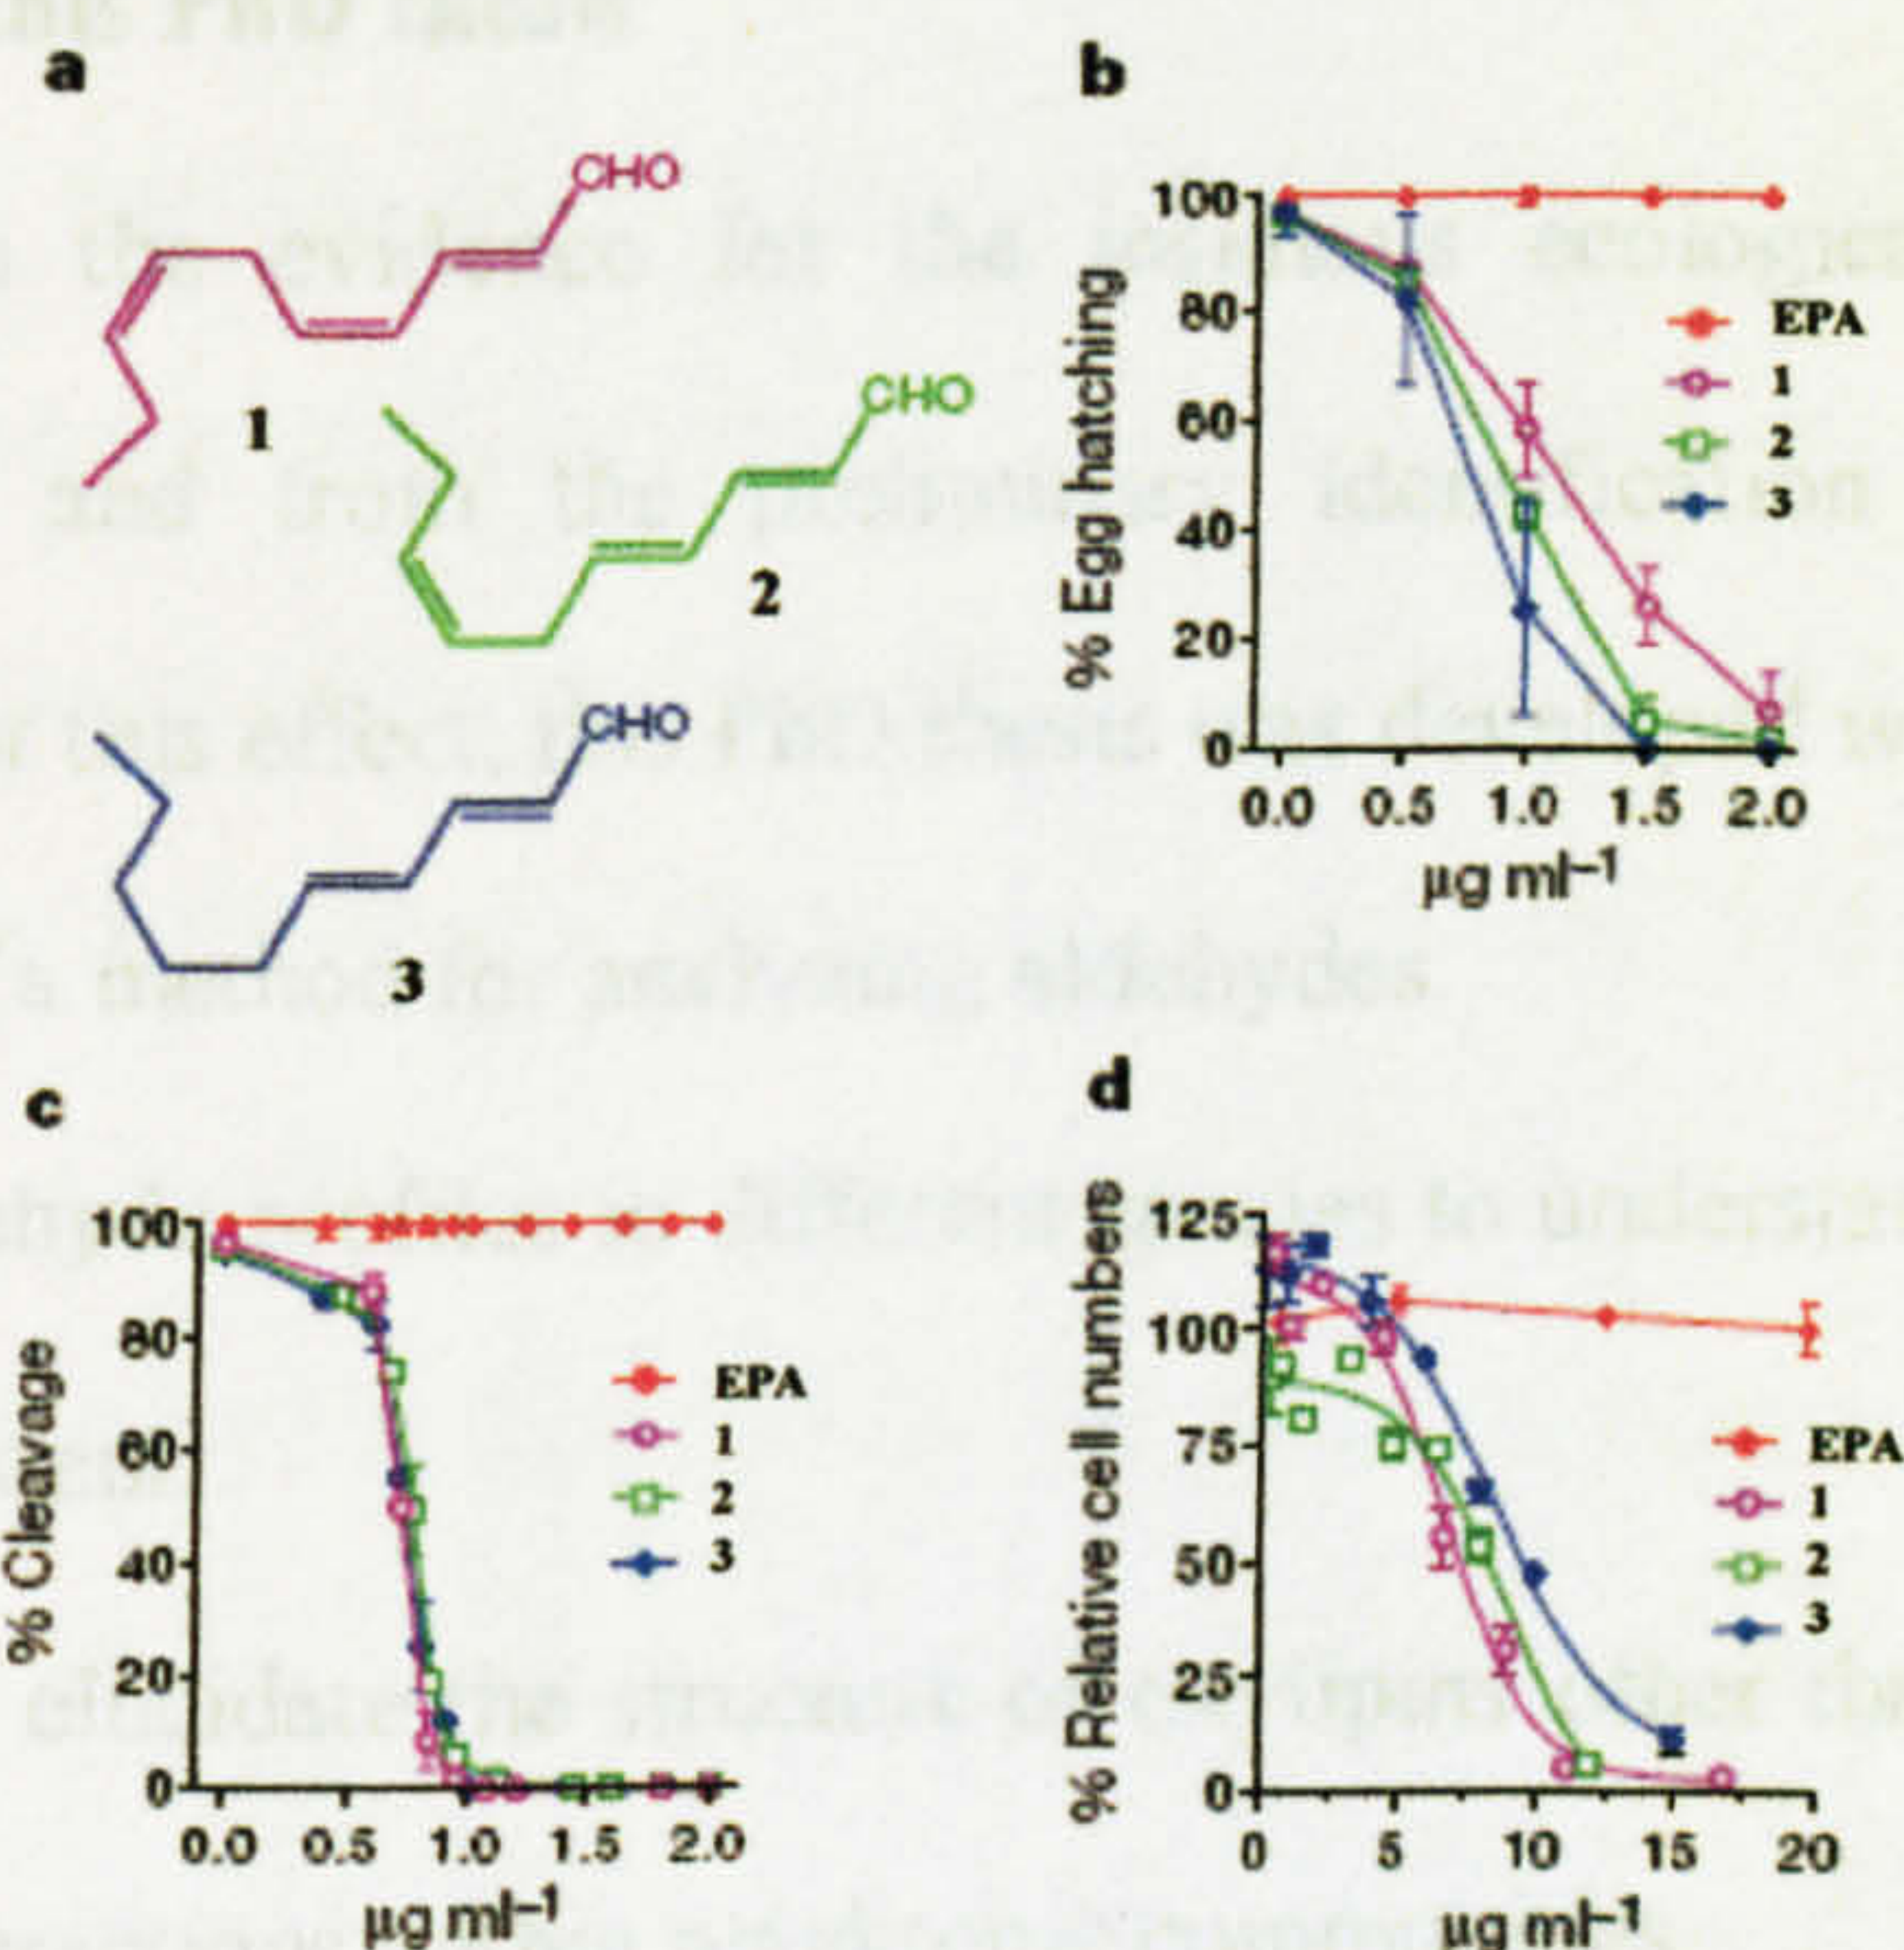 a
CHO
1
CHO
2
CHO
3
b
% Egg hatching
100
80
60
40
20
0
0.0 0.5 1.0 1.5 2.0
µg ml–1
EPA
1
2
3
c
% Cleavage
100
80
60
40
20
0
0.0 0.5 1.0 1.5 2.0
µg ml–1
EPA
1
2
3
d
% Relative cell numbers
125
100
75
50
25
0
0 5 10 15 20
µg ml–1
EPA
1
2
3